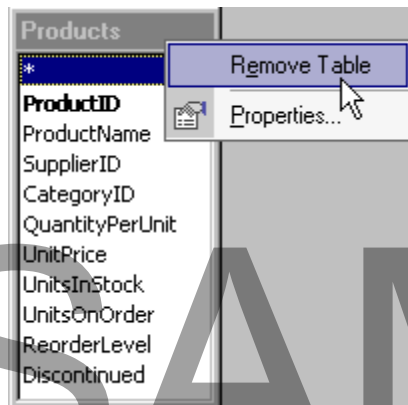 Products
*
Remove Table
ProductID
Properties...
ProductName
SupplierID
CategoryID
QuantityPerUnit
UnitPrice
UnitsInStock
UnitsOnOrder
ReorderLevel
Discontinued
SAM